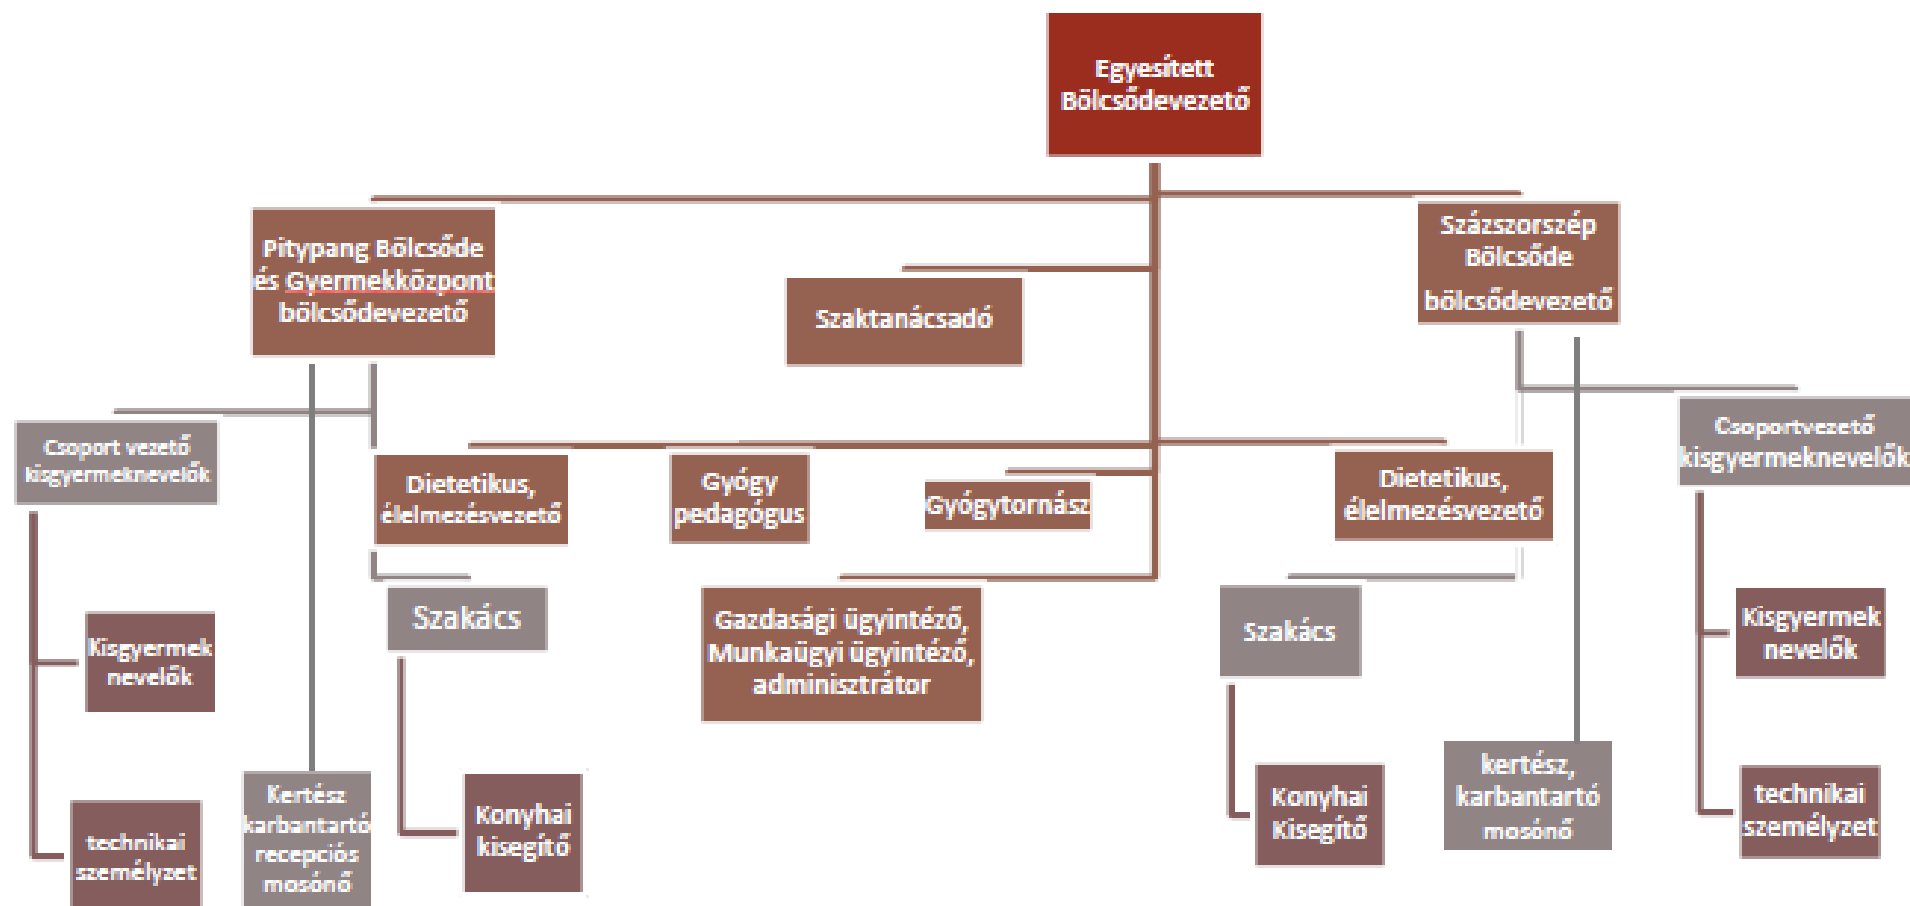 Egyesített
Bölcsődevezető
Pitypang Bölcsőde
és Gyermekközpont
bölcsődevezető
Szaktanácsadó
Százszorszép
Bölcsőde
bölcsődevezető
Csoport vezető
kisgyermeknevelők
Dietetikus,
élelmezésvezető
Gyógy
pedagógus
Gyógytornász
Dietetikus,
élelmezésvezető
Csoportvezető
kisgyermeknevelők
Kisgyermek
nevelők
Szakács
Gazdasági ügyintéző,
Munkaügyi ügyintéző,
adminisztrátor
Szakács
Kisgyermek
nevelők
technikai
személyzet
Kertész
karbantartó
recepciós
mosónő
Konyhai
kisegítő
Konyhai
Kisegítő
kertész,
karbantartó
mosónő
technikai
személyzet